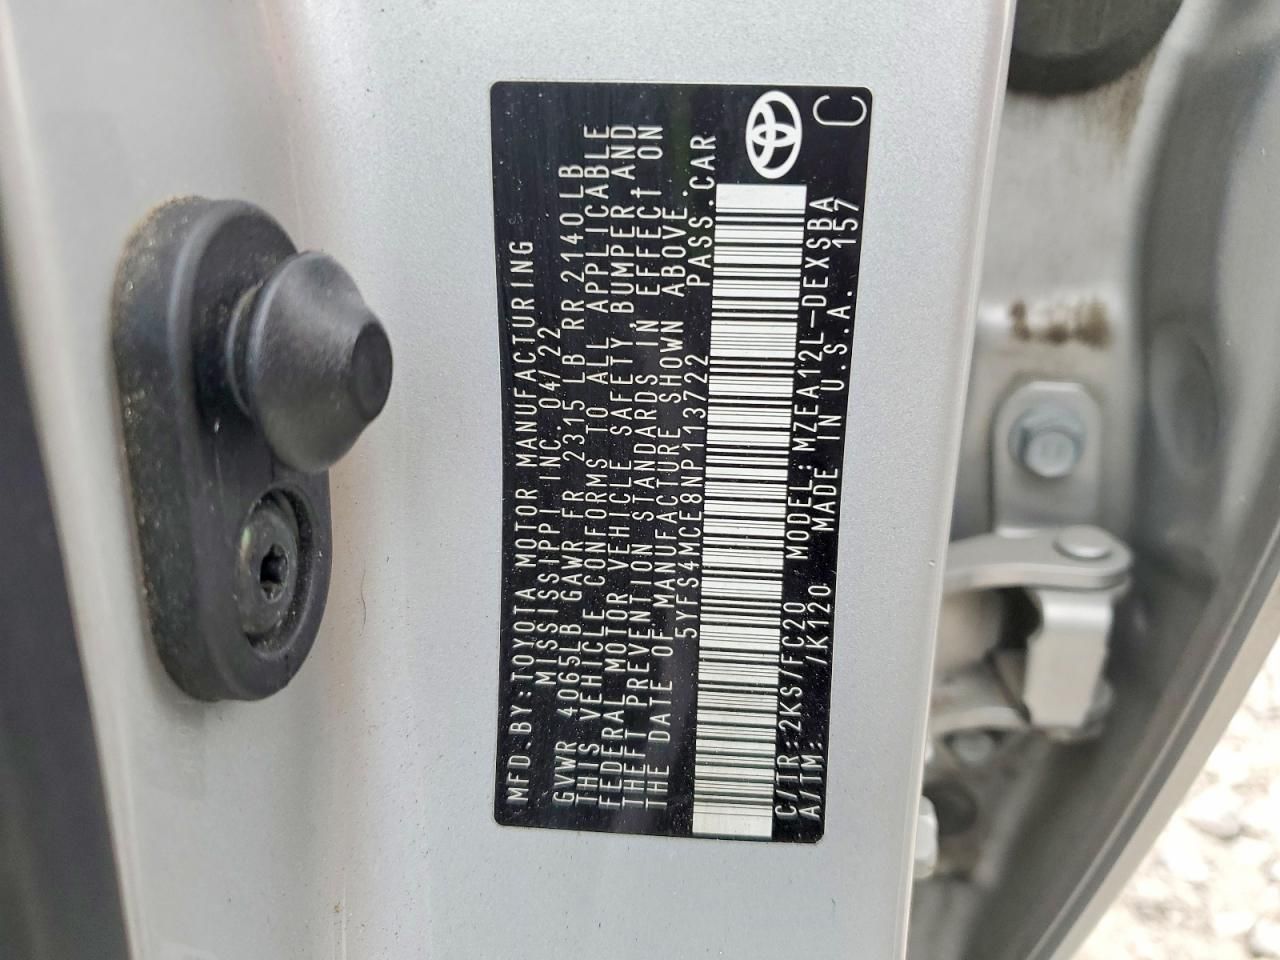 MFD.BY:TOYOTA MOTOR MANUFACTURING
MISSISSIPPI INC. 04/22
GVWR 4065LB GAWR FR 2315 LB RR 2140 LB
THIS VEHICLE CONFORMS TO ALL APPLICABLE
FEDERAL MOTOR VEHICLE SAFETY, BUMPER, AND
THEFT PREVENTION STANDARDS IN EFFECT ON
THE DATE OF MANUFACTURE SHOWN ABOVE.
5YFS4MCE8NP113722 PASS.CAR
C/TR:2KS/FC20 MODEL:MZEA12L-DEXSBA
A/TM: /K120 MADE IN U.S.A. 157
C